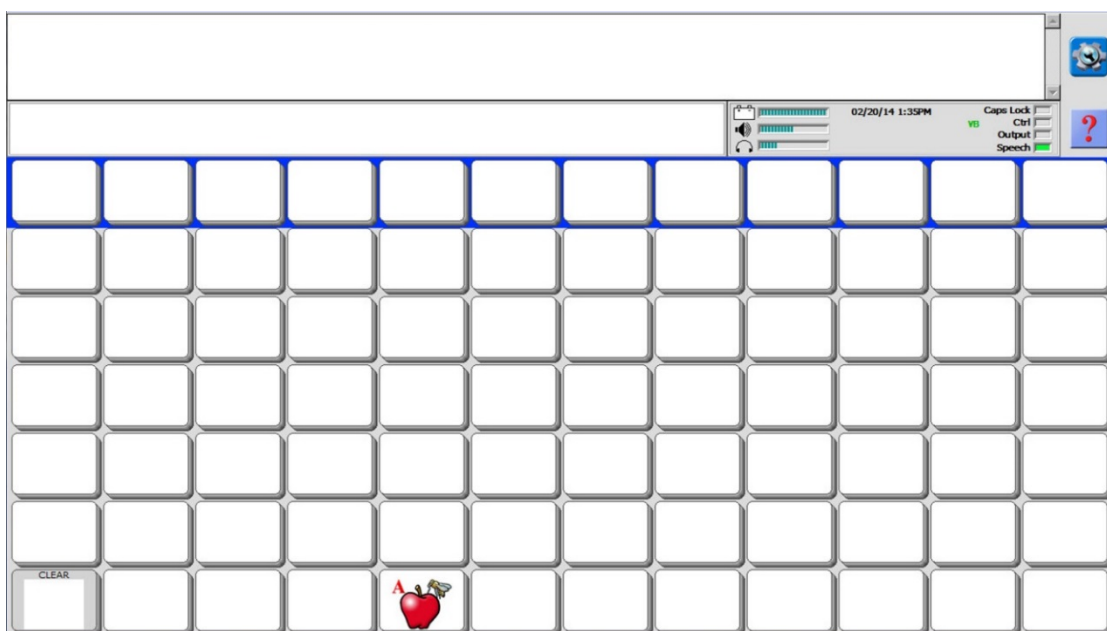 02/20/14 1:35PM
Caps Lock
VB
Ctrl
Output
?
Speech
CLEAR
A